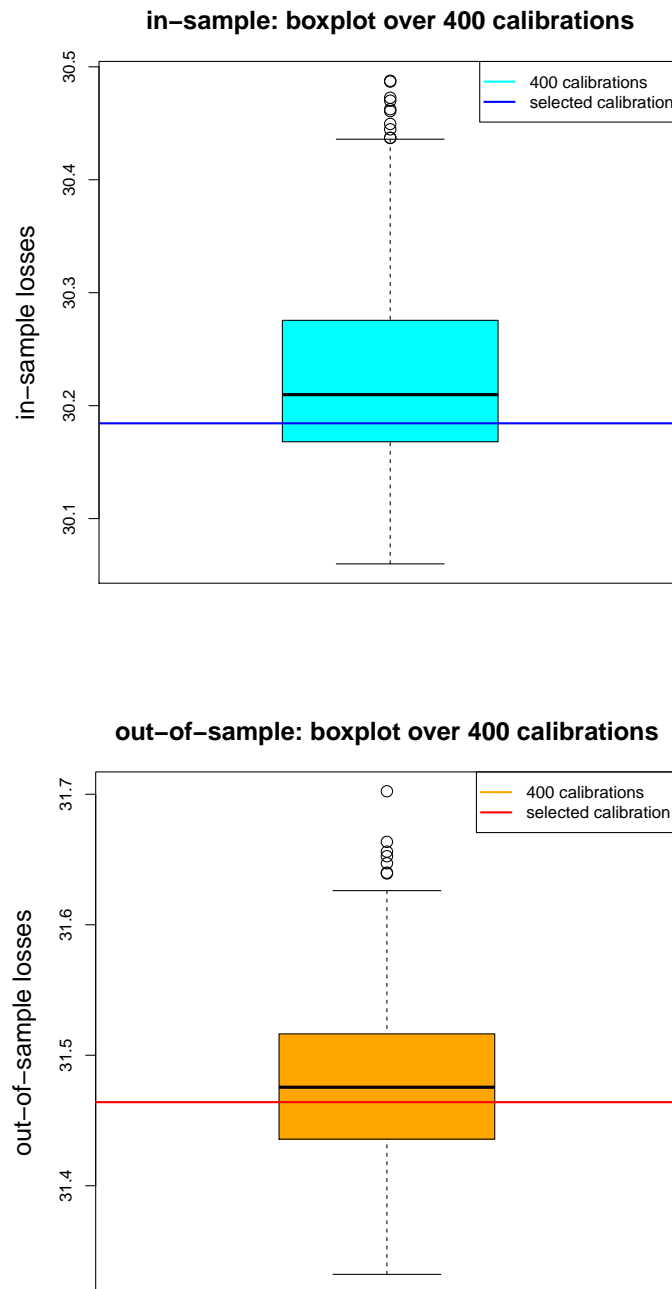 in−sample: boxplot over 400 calibrations
400 calibrations
selected calibration
30.5
30.4
30.3
30.2
30.1
in−sample losses
out−of−sample: boxplot over 400 calibrations
400 calibrations
selected calibration
31.7
31.6
31.5
31.4
out−of−sample losses